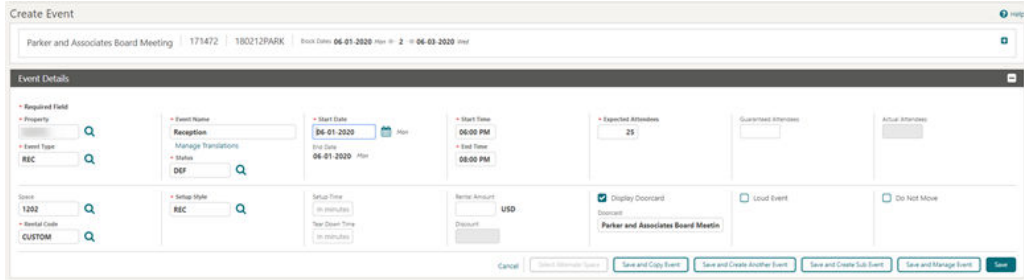 Create Event
Help
Parker and Associates Board Meeting 171472 180212PARK Block Dates 06-01-2020 Mon 2 06-03-2020 Wed
Event Details
* Required Field
* Property
* Event Name
* Start Date
* Start Time
* Expected Attendees
Guaranteed Attendees
Actual Attendees
Reception
06-01-2020
Mon
06:00 PM
25
* Event Type
Manage Translations
End Date
* End Time
REC
* Status
06-01-2020 Mon
08:00 PM
DEF
Space
* Setup Style
Setup Time
Rental Amount
Display Doorcard
Loud Event
Do Not Move
1202
REC
In minutes
USD
Doorcard
* Rental Code
Tear Down Time
Discount
Parker and Associates Board Meetin
CUSTOM
In minutes
Cancel
Select Alternate Space
Save and Copy Event
Save and Create Another Event
Save and Create Sub Event
Save and Manage Event
Save